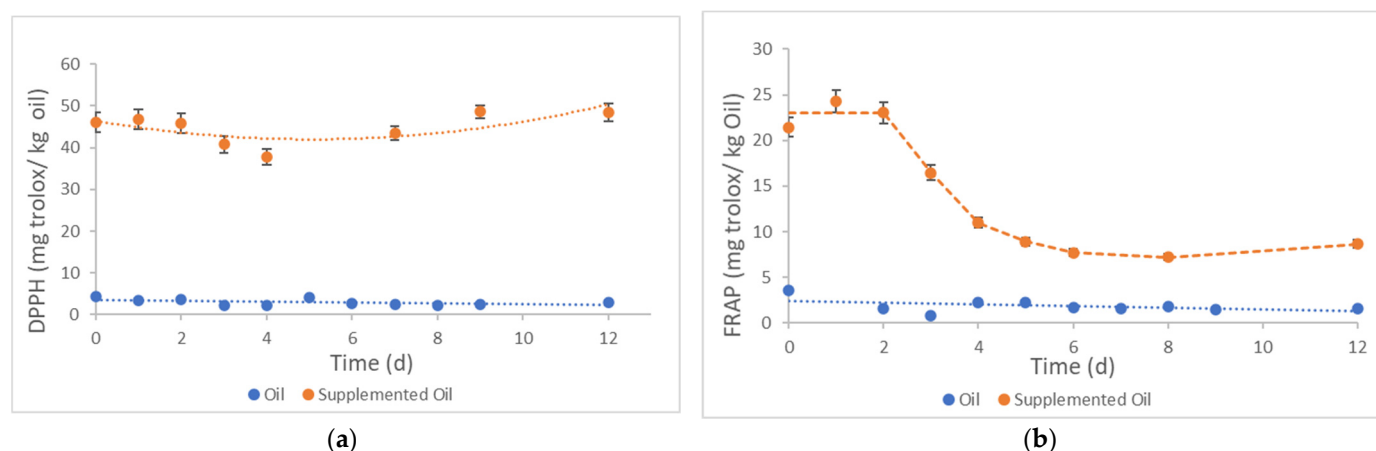 60
50
40
30
20
10
0
DPPH (mg trolox/ kg  oil)
0 2 4 6 8 10 12
Time (d)
Oil Supplemented Oil
(a)
30
25
20
15
10
5
0
FRAP (mg trolox/ kg Oil)
0 2 4 6 8 10 12
Time (d)
Oil Supplemented Oil
(b)